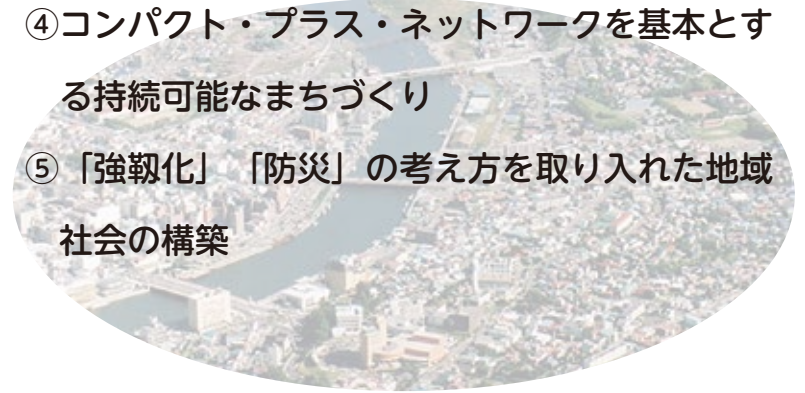 ④コンパクト・プラス・ネットワークを基本とす
る持続可能なまちづくり
⑤「強靱化」「防災」の考え方を取り入れた地域
社会の構築